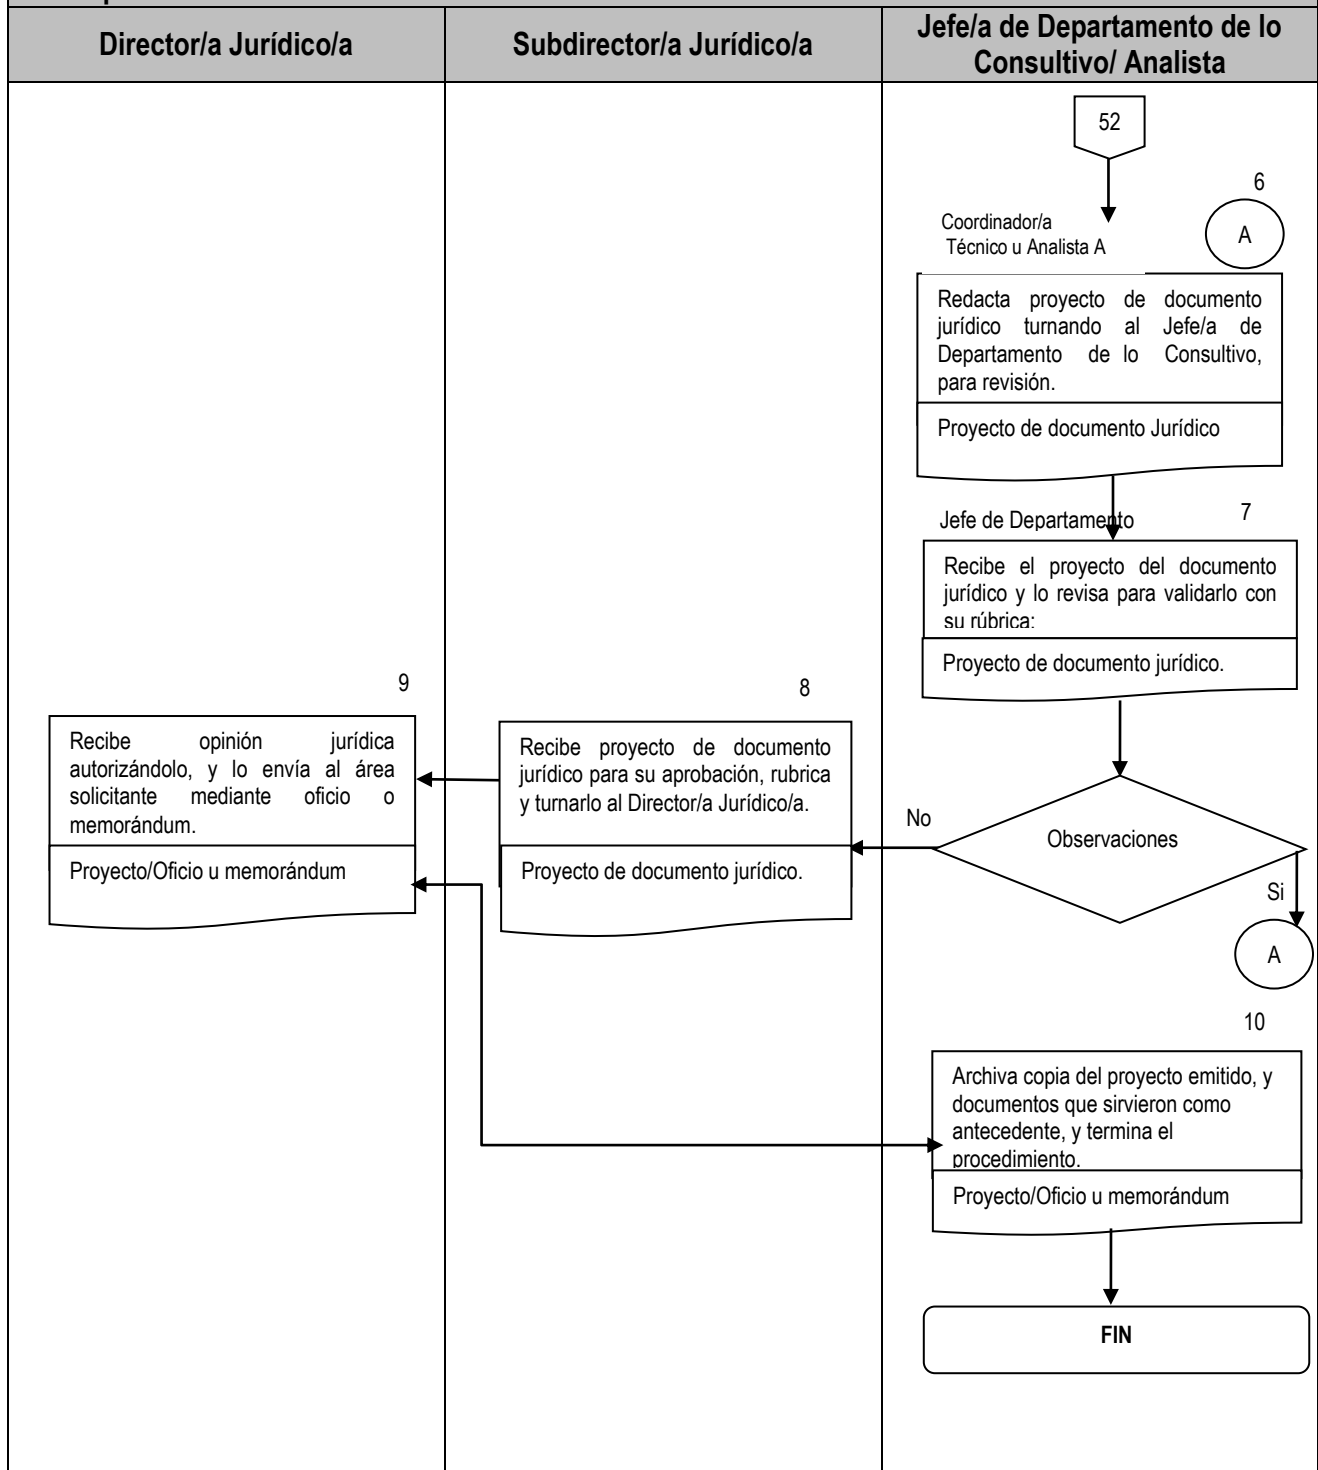 Director/a Jurídico/a
Subdirector/a Jurídico/a
Jefe/a de Departamento de lo
Consultivo/ Analista
52
6
Coordinador/a
Técnico u Analista A
A
Redacta proyecto de documento
jurídico turnando al Jefe/a de
Departamento de lo Consultivo,
para revisión.
Proyecto de documento Jurídico
Jefe de Departamento
7
Recibe el proyecto del documento
jurídico y lo revisa para validarlo con
su rúbrica:
Proyecto de documento jurídico.
Observaciones
No
Si
A
8
Recibe proyecto de documento
jurídico para su aprobación, rubrica
y turnarlo al Director/a Jurídico/a.
Proyecto de documento jurídico.
9
Recibe opinión jurídica
autorizándolo, y lo envía al área
solicitante mediante oficio o
memorándum.
Proyecto/Oficio u memorándum
10
Archiva copia del proyecto emitido, y
documentos que sirvieron como
antecedente, y termina el
procedimiento.
Proyecto/Oficio u memorándum
FIN